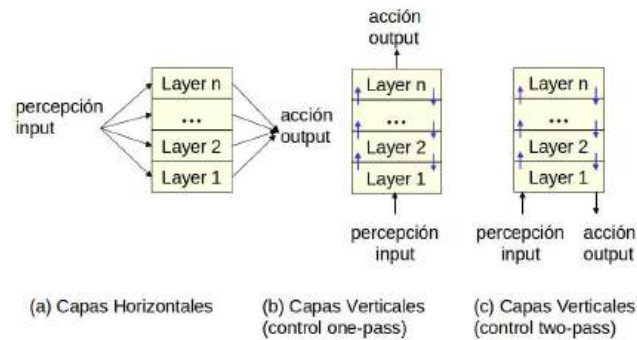 percepción
input
Layer n
...
Layer 2
Layer 1
acción
output
(a) Capas Horizontales
acción
output
Layer n
...
Layer 2
Layer 1
percepción
input
(b) Capas Verticales
(control one-pass)
Layer n
...
Layer 2
Layer 1
percepción
input
acción
output
(c) Capas Verticales
(control two-pass)